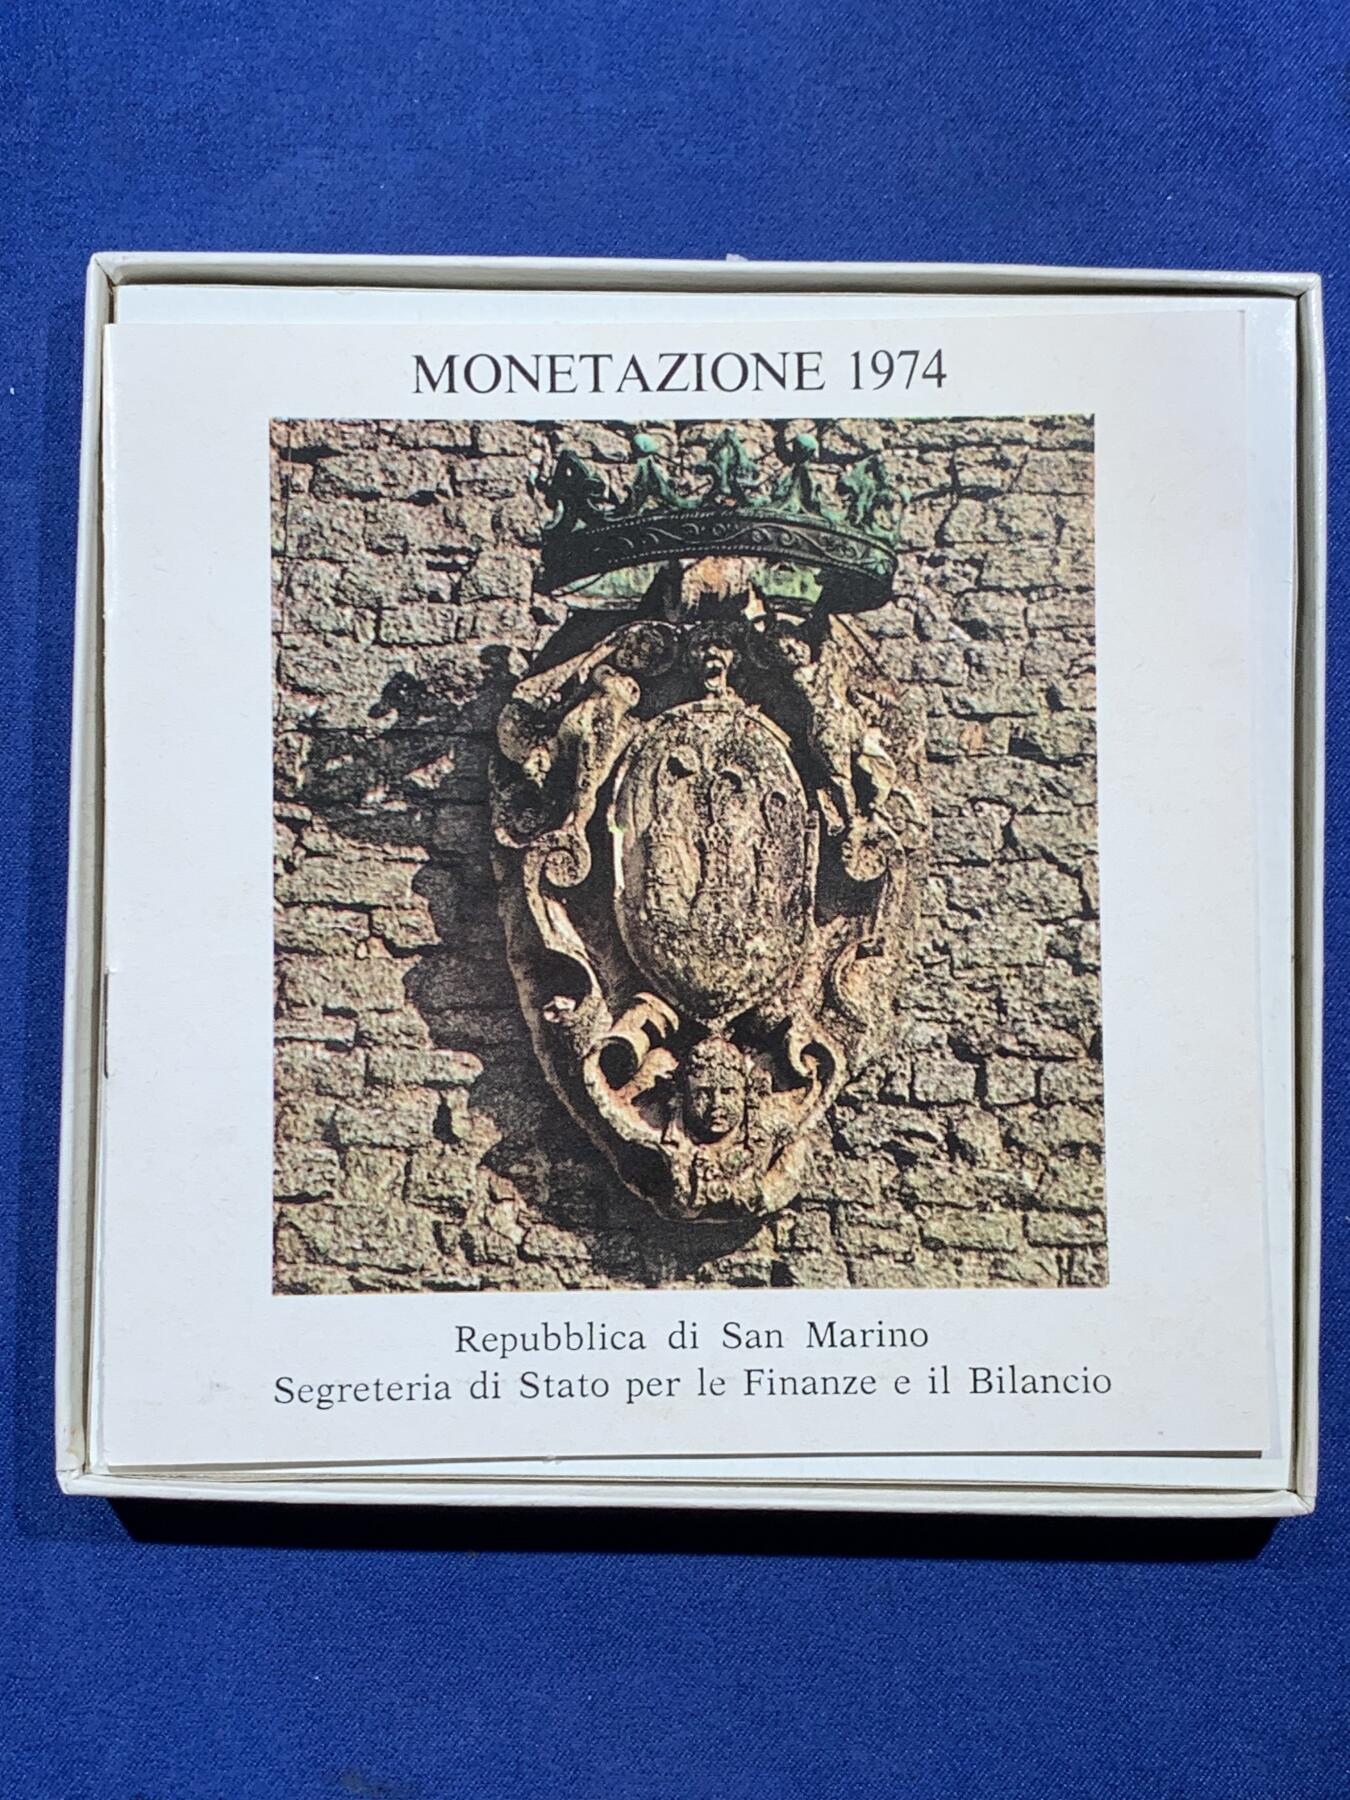 MONETAZIONE 1974
Repubblica di San Marino
Segreteria di Stato per le Finanze e il Bilancio